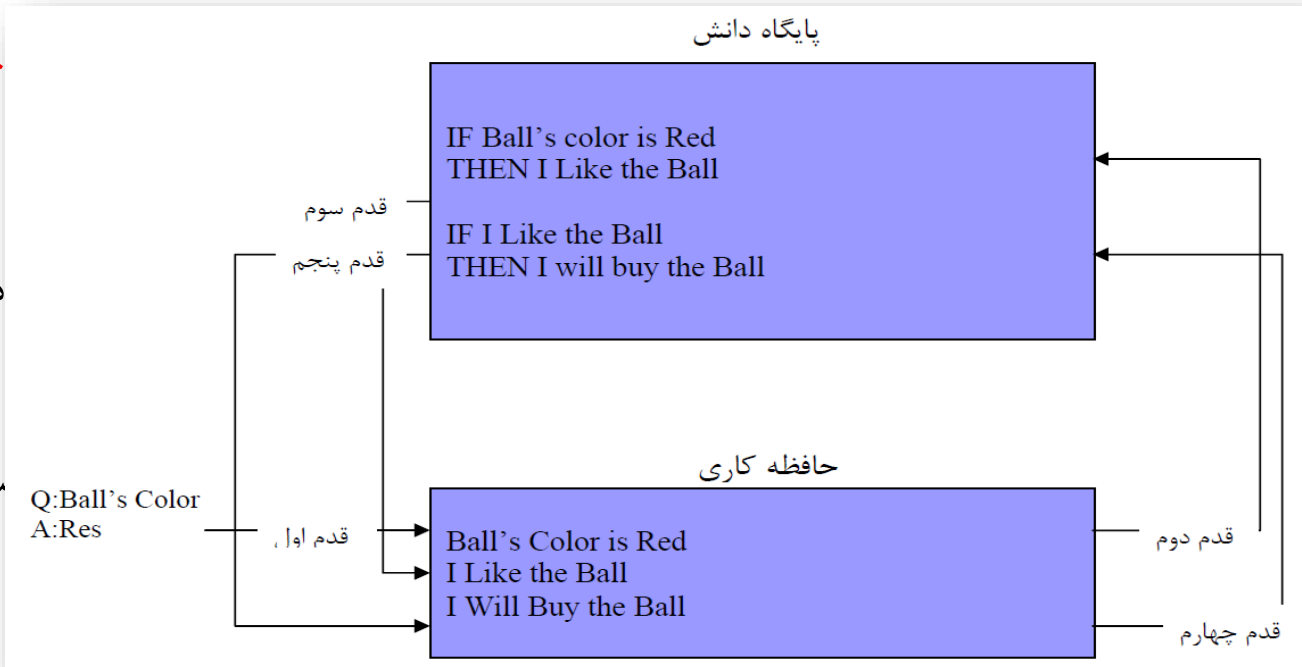 پایگاه دانش
IF Ball’s color is Red
THEN I Like the Ball
قدم سوم
IF I Like the Ball
THEN I will buy the Ball
قدم پنجم
حافظه کاری
Q:Ball’s Color
A:Res
قدم اول
Ball’s Color is Red
I Like the Ball
I Will Buy the Ball
قدم دوم
قدم چهارم